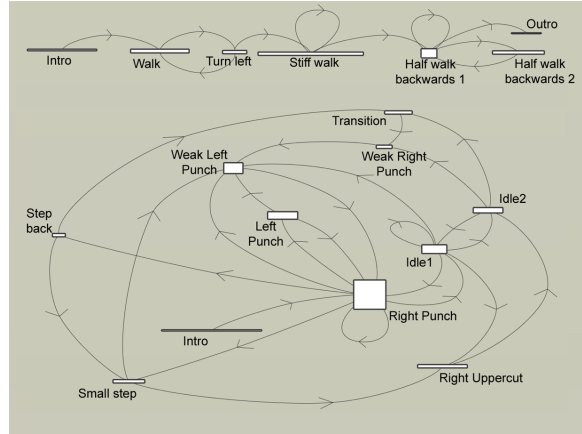 Intro
Walk
Turn left
Stiff walk
Half walk
backwards 1
Outro
Half walk
backwards 2
Transition
Weak Left
Punch
Weak Right
Punch
Step
back
Left
Punch
Idle2
Idle1
Right Punch
Intro
Small step
Right Uppercut